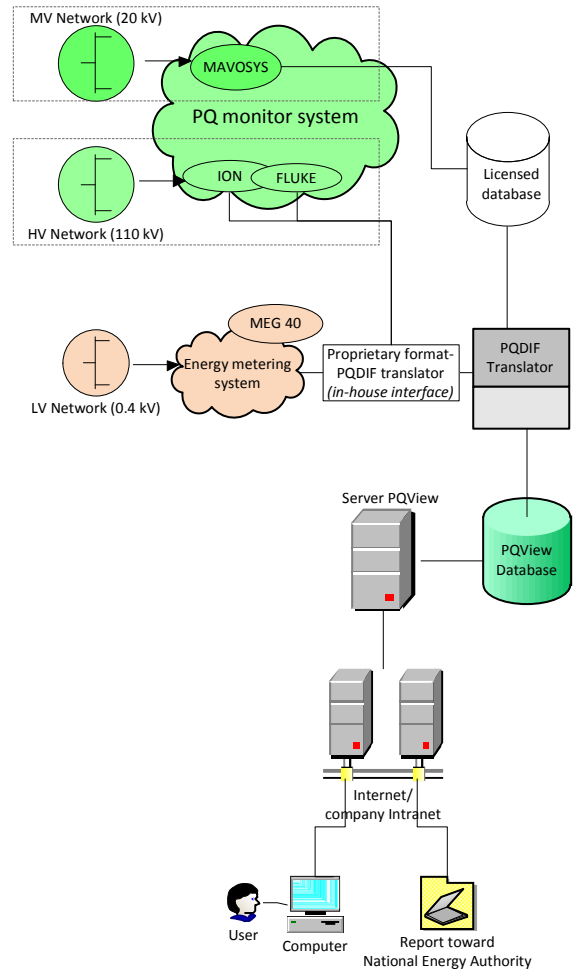 MV Network (20 kV)
MAVOSYS
PQ monitor system
ION
FLUKE
HV Network (110 kV)
Licensed
database
MEG 40
Energy metering
system
LV Network (0.4 kV)
Proprietary format-
PQDIF translator
(in-house interface)
PQDIF
Translator
Server PQView
PQView
Database
Internet/
company Intranet
User
Computer
Report toward
National Energy Authority